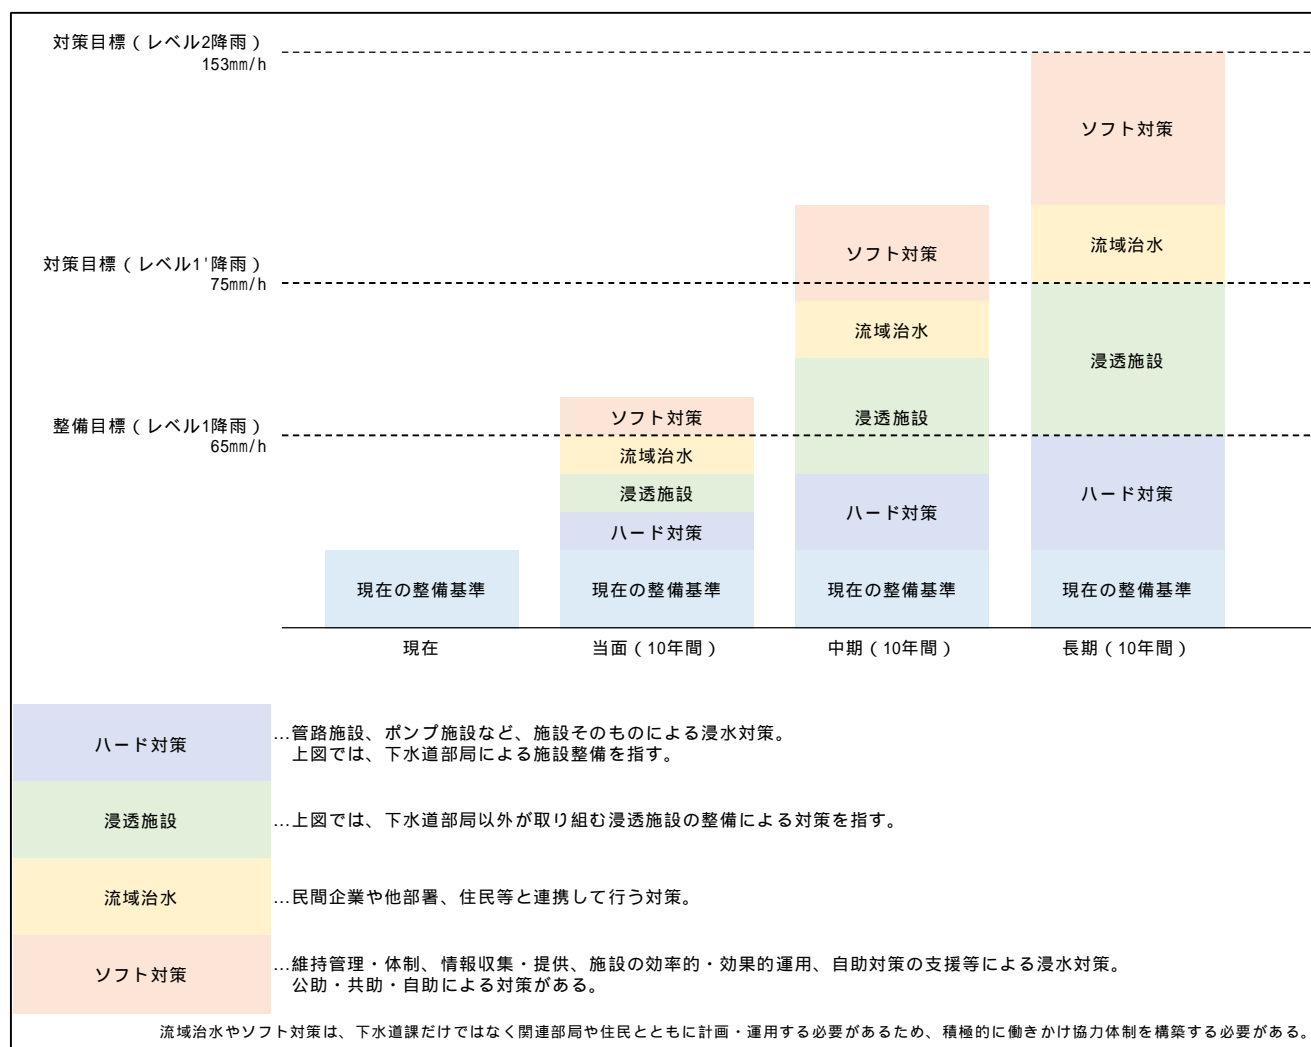 対策目標（レベル2降雨）
153mm/h
対策目標（レベル1'降雨）
75mm/h
整備目標（レベル1降雨）
65mm/h
現在の整備基準
現在
ソフト対策
流域治水
浸透施設
ハード対策
現在の整備基準
当面（10年間）
ソフト対策
流域治水
浸透施設
ハード対策
現在の整備基準
中期（10年間）
ソフト対策
流域治水
浸透施設
ハード対策
現在の整備基準
長期（10年間）
ハード対策
…管路施設、ポンプ施設など、施設そのものによる浸水対策。
上図では、下水道部局による施設整備を指す。
浸透施設
…上図では、下水道部局以外が取り組む浸透施設の整備による対策を指す。
流域治水
…民間企業や他部署、住民等と連携して行う対策。
ソフト対策
…維持管理・体制、情報収集・提供、施設の効率的・効果的運用、自助対策の支援等による浸水対策。
公助・共助・自助による対策がある。
流域治水やソフト対策は、下水道課だけではなく関連部局や住民とともに計画・運用する必要があるため、積極的に働きかけ協力体制を構築する必要がある。